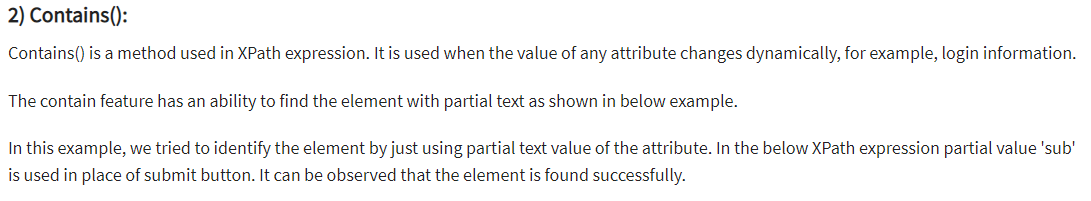 2) Contains():
Contains() is a method used in XPath expression. It is used when the value of any attribute changes dynamically, for example, login information.
The contain feature has an ability to find the element with partial text as shown in below example.
In this example, we tried to identify the element by just using partial text value of the attribute. In the below XPath expression partial value 'sub'
is used in place of submit button. It can be observed that the element is found successfully.